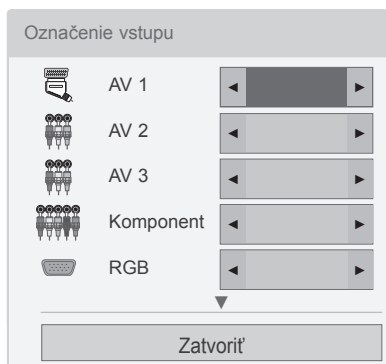 Označenie vstupu
AV 1
AV 2
AV 3
Komponent
RGB
Zatvoriť